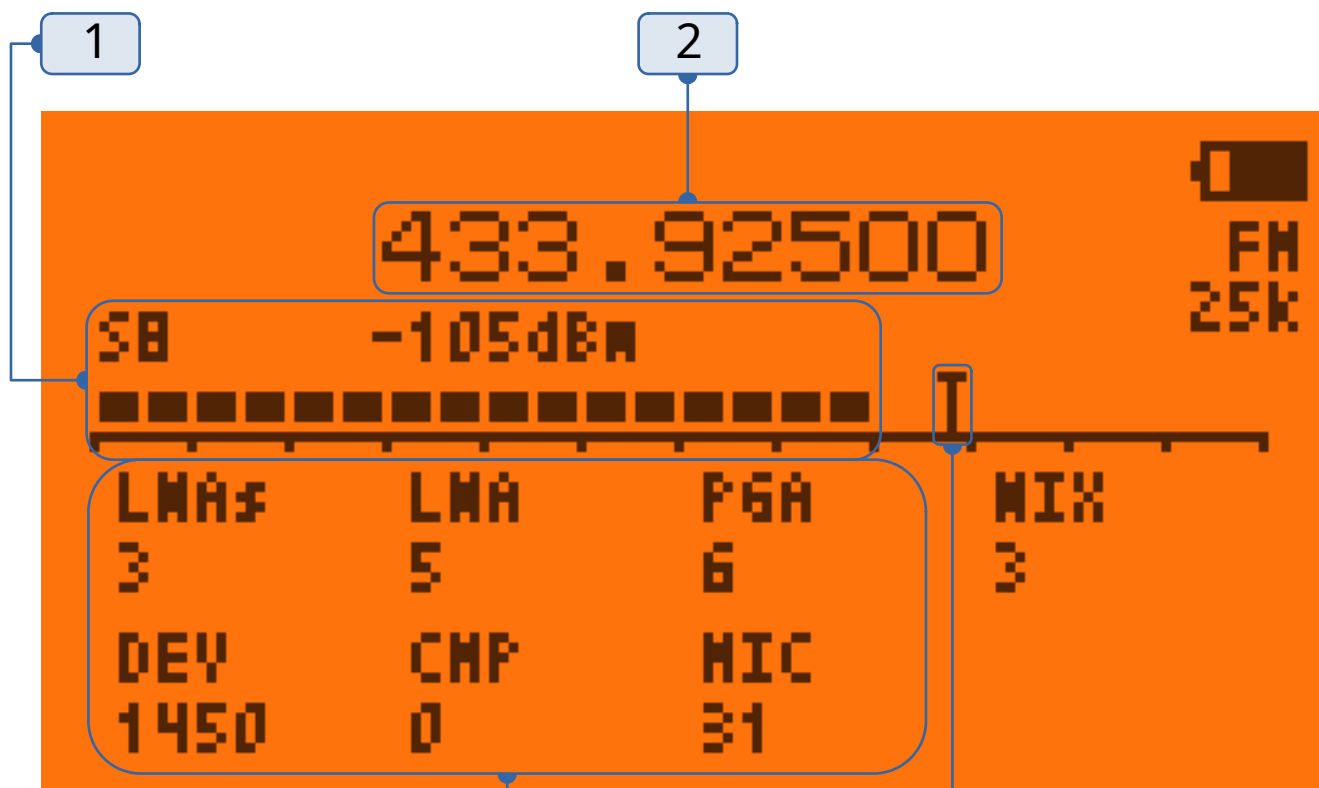 1
2
433.92500
FM
25k
S8 -105dBm
LNAs LNA PGA MIX
3 5 6 3
DEV CMP MIC
1450 0 31